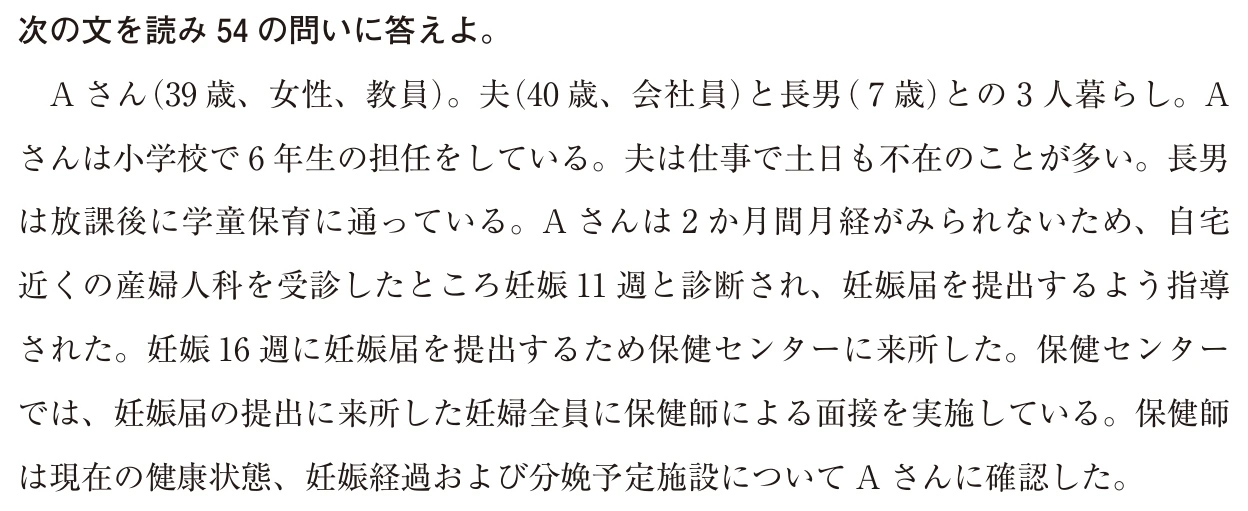 次の文を読み 54 の問いに答えよ。
A さん(39 歳、女性、教員)。夫(40 歳、会社員)と長男( 7 歳)との 3 人暮らし。A
さんは小学校で 6 年生の担任をしている。夫は仕事で土日も不在のことが多い。長男
は放課後に学童保育に通っている。A さんは 2 か月間月経がみられないため、自宅
近くの産婦人科を受診したところ妊娠 11 週と診断され、妊娠届を提出するよう指導
された。妊娠 16 週に妊娠届を提出するため保健センターに来所した。保健センター
では、妊娠届の提出に来所した妊婦全員に保健師による面接を実施している。保健師
は現在の健康状態、妊娠経過および分娩予定施設について A さんに確認した。